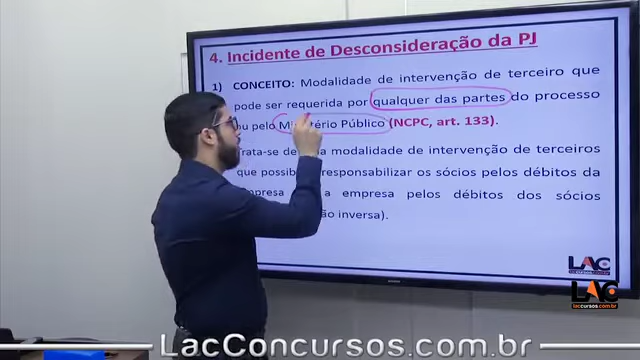 4. Incidente de Desconsideração da PJ
1) CONCEITO: Modalidade de intervenção de terceiro que
pode ser requerida por qualquer das partes do processo
ou pelo Ministério Público (NCPC, art. 133).
Trata-se de modalidade de intervenção de terceiros
que responsabilizar os sócios pelos débitos da
empresa a empresa pelos débitos dos sócios
inversa).
LAC
LAC
lacconcursos.com.br
LacConcursos.com.br